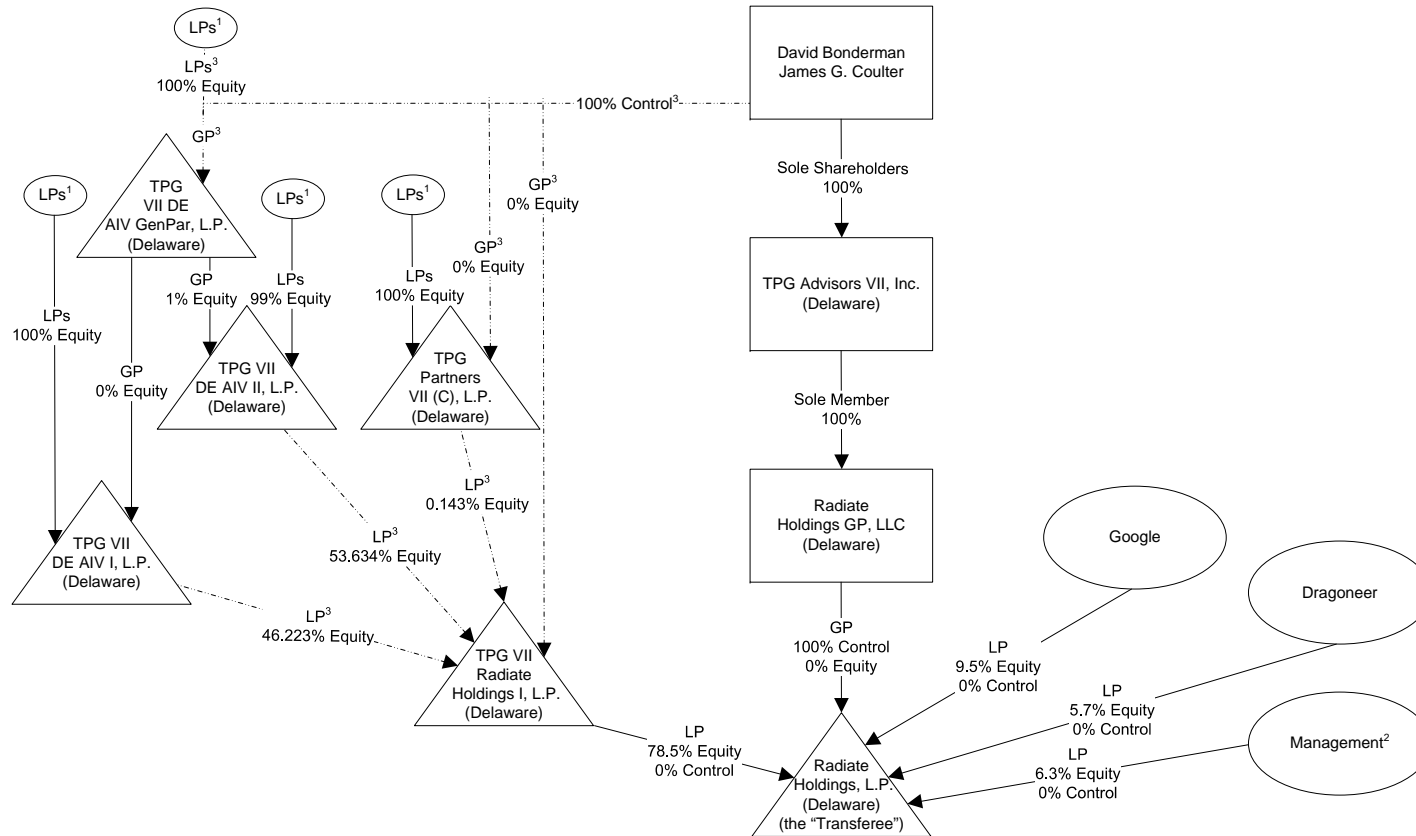 LPs¹
LPs³
100% Equity
David Bonderman
James G. Coulter
100% Control³
GP³
Sole Shareholders
100%
LPs¹
TPG
VII DE
AIV GenPar, L.P.
(Delaware)
LPs¹
LPs¹
GP³
0% Equity
GP³
0% Equity
TPG Advisors VII, Inc.
(Delaware)
GP
1% Equity
LPs
99% Equity
LPs
100% Equity
LPs
100% Equity
GP
0% Equity
TPG VII
DE AIV II, L.P.
(Delaware)
TPG
Partners
VII (C), L.P.
(Delaware)
Sole Member
100%
LP³
0.143% Equity
Radiate
Holdings GP, LLC
(Delaware)
Google
TPG VII
DE AIV I, L.P.
(Delaware)
LP³
53.634% Equity
Dragoneer
LP³
46.223% Equity
GP
100% Control
0% Equity
LP
9.5% Equity
0% Control
TPG VII
Radiate
Holdings I, L.P.
(Delaware)
LP
5.7% Equity
0% Control
LP
78.5% Equity
0% Control
LP
6.3% Equity
0% Control
Management²
Radiate
Holdings, L.P.
(Delaware)
(the “Transferee”)